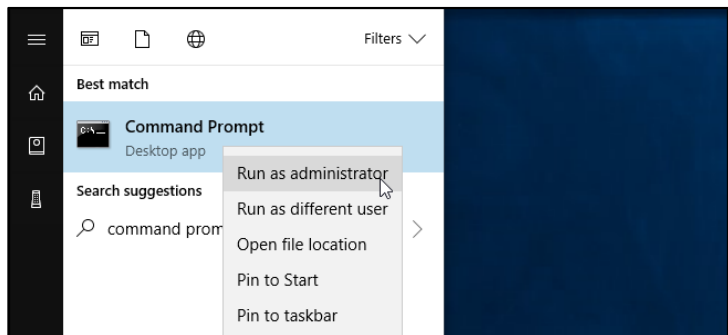 Filters
Best match
C:\_
Command Prompt
Desktop app
Run as administrator
Search suggestions
Run as different user
command prom
Open file location
Pin to Start
Pin to taskbar